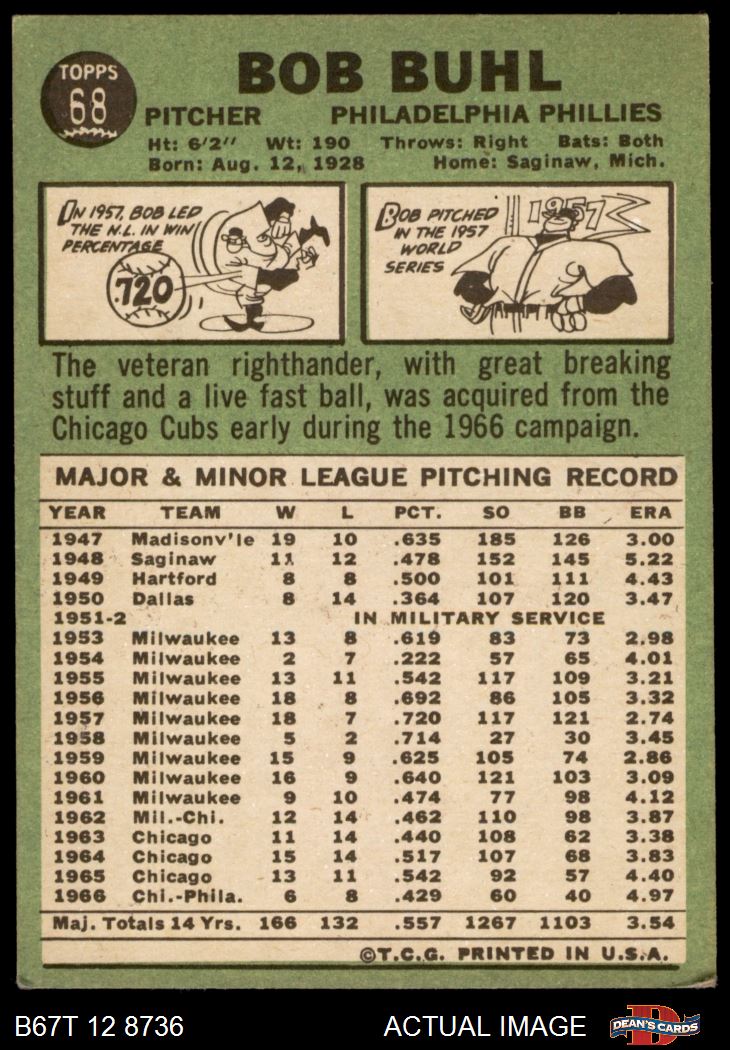 TOPPS
68
BOB BUHL
PITCHER PHILADELPHIA PHILLIES
Ht: 6'2" Wt: 190 Throws: Right Bats: Both
Born: Aug. 12, 1928 Home: Saginaw, Mich.
IN 1957, BOB LED
THE N.L. IN WIN
PERCENTAGE
.720
BOB PITCHED
IN THE 1957
WORLD
SERIES
1957
The veteran righthander, with great breaking
stuff and a live fast ball, was acquired from the
Chicago Cubs early during the 1966 campaign.
MAJOR & MINOR LEAGUE PITCHING RECORD
YEAR TEAM W L PCT. SO BB ERA
1947 Madisonv'le 19 10 .635 185 126 3.00
1948 Saginaw 11 12 .478 152 145 5.22
1949 Hartford 8 8 .500 101 111 4.43
1950 Dallas 8 14 .364 107 120 3.47
1951-2 IN MILITARY SERVICE
1953 Milwaukee 13 8 .619 83 73 2.98
1954 Milwaukee 2 7 .222 57 65 4.01
1955 Milwaukee 13 11 .542 117 109 3.21
1956 Milwaukee 18 8 .692 86 105 3.32
1957 Milwaukee 18 7 .720 117 121 2.74
1958 Milwaukee 5 2 .714 27 30 3.45
1959 Milwaukee 15 9 .625 105 74 2.86
1960 Milwaukee 16 9 .640 121 103 3.09
1961 Milwaukee 9 10 .474 77 98 4.12
1962 Mil.-Chi. 12 14 .462 110 98 3.87
1963 Chicago 11 14 .440 108 62 3.38
1964 Chicago 15 14 .517 107 68 3.83
1965 Chicago 13 11 .542 92 57 4.40
1966 Chi.-Phila. 6 8 .429 60 40 4.97
Maj. Totals 14 Yrs. 166 132 .557 1267 1103 3.54
©T.C.G. PRINTED IN U.S.A.
B67T 12 8736 ACTUAL IMAGE DEAN'S CARDS